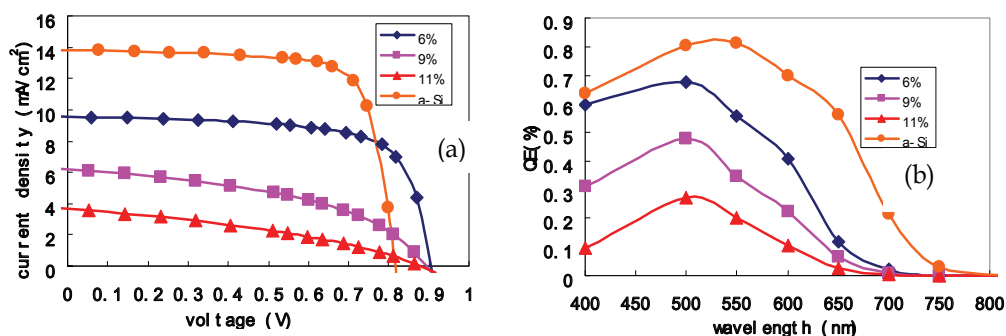 16
14
12
10
8
6
4
2
0
current density (mA/cm²)
0 0.1 0.2 0.3 0.4 0.5 0.6 0.7 0.8 0.9 1
voltage (V)
6%
9%
11%
a-Si
(a)
0.9
0.8
0.7
0.6
0.5
0.4
0.3
0.2
0.1
0
QE(%)
400 450 500 550 600 650 700 750 800
wavelength (nm)
6%
9%
11%
a-Si
(b)